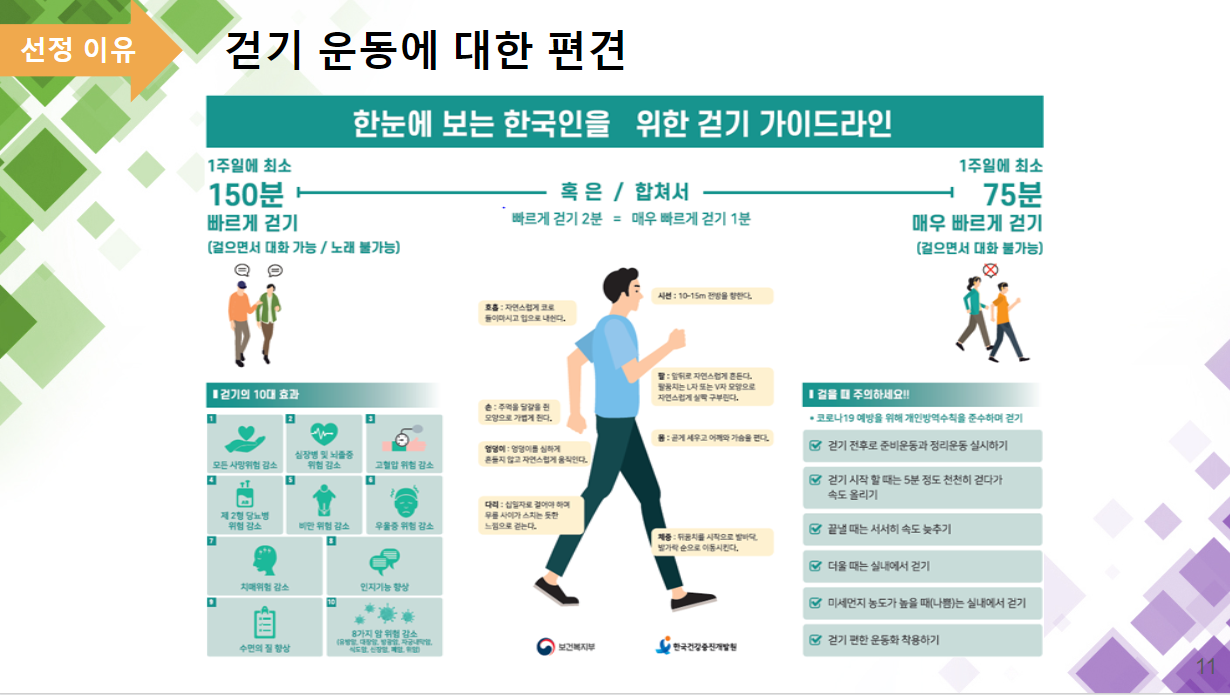 선정 이유
걷기 운동에 대한 편견
한눈에 보는 한국인을 위한 걷기 가이드라인
1주일에 최소
150분
빠르게 걷기
(걸으면서 대화 가능 / 노래 불가능)
혹 은 / 합쳐서
빠르게 걷기 2분 = 매우 빠르게 걷기 1분
1주일에 최소
75분
매우 빠르게 걷기
(걸으면서 대화 불가능)
호흡 : 자연스럽게 코로
들이마시고 입으로 내쉰다.
시선 : 10~15m 전방을 향한다.
팔 : 앞뒤로 자연스럽게 흔든다.
팔꿈치는 L자 또는 V자 모양으로
자연스럽게 살짝 구부린다.
손 : 주먹을 달걀을 쥔
모양으로 가볍게 쥔다.
몸 : 곧게 세우고 어깨와 가슴을 편다.
엉덩이 : 엉덩이를 심하게
흔들지 않고 자연스럽게 움직인다.
다리 : 십일자로 걸어야 하며
무릎 사이가 스치는 듯한
느낌으로 걷는다.
체중 : 뒤꿈치를 시작으로 발바닥,
발가락 순으로 이동시킨다.
걷기의 10대 효과
1
모든 사망위험 감소
2
심장병 및 뇌졸중
위험 감소
3
고혈압 위험 감소
4
제 2형 당뇨병
위험 감소
5
비만 위험 감소
6
우울증 위험 감소
7
치매위험 감소
8
인지기능 향상
9
수면의 질 향상
10
8가지 암 위험 감소
(유방암, 대장암, 방광암, 자궁내막암,
식도암, 신장암, 폐암, 위암)
걸을 때 주의하세요!!
* 코로나19 예방을 위해 개인방역수칙을 준수하며 걷기
걷기 전후로 준비운동과 정리운동 실시하기
걷기 시작 할 때는 5분 정도 천천히 걷다가
속도 올리기
끝낼 때는 서서히 속도 늦추기
더울 때는 실내에서 걷기
미세먼지 농도가 높을 때(나쁨)는 실내에서 걷기
걷기 편한 운동화 착용하기
보건복지부
한국건강증진개발원
11